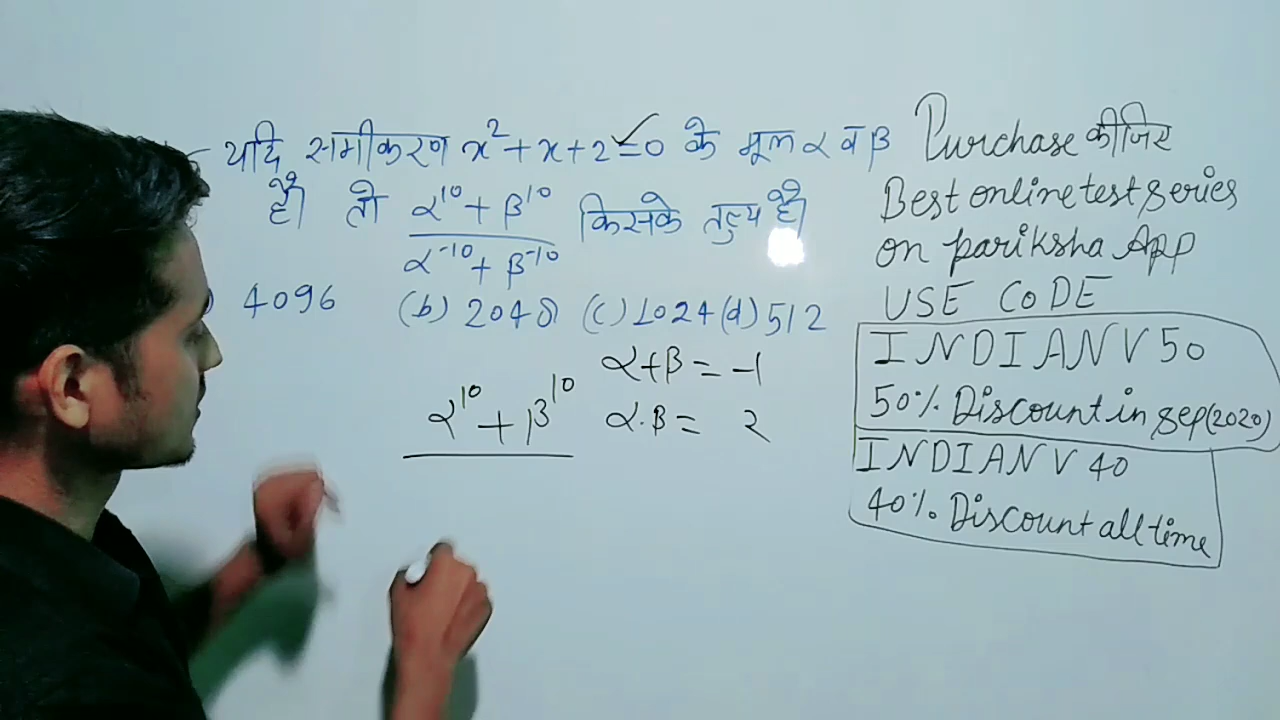 यदि समीकरण x²+x+2=0 के मूल α व β
है। तो α¹⁰ + β¹⁰ किसके तुल्य है।
α⁻¹⁰ + β⁻¹⁰
) 4096 (b) 2048 (c) 1024 (d) 512
α+β = -1
α¹⁰ + β¹⁰
α.β = 2
Purchase कीजिए
Best online test series
on pariksha App
USE CODE
INDIANV50
50% Discount in sep(2020)
INDIANV40
40% Discount all time